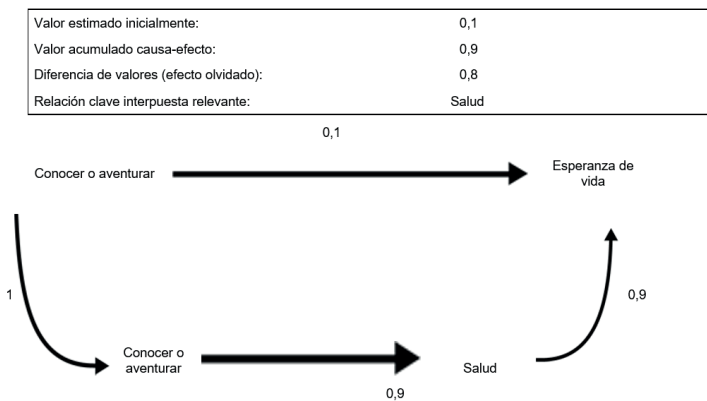 Valor estimado inicialmente: 0,1
Valor acumulado causa-efecto: 0,9
Diferencia de valores (efecto olvidado): 0,8
Relación clave interpuesta relevante: Salud
0,1
Conocer o aventurar
Esperanza de
vida
1
0,9
Conocer o
aventurar
Salud
0,9